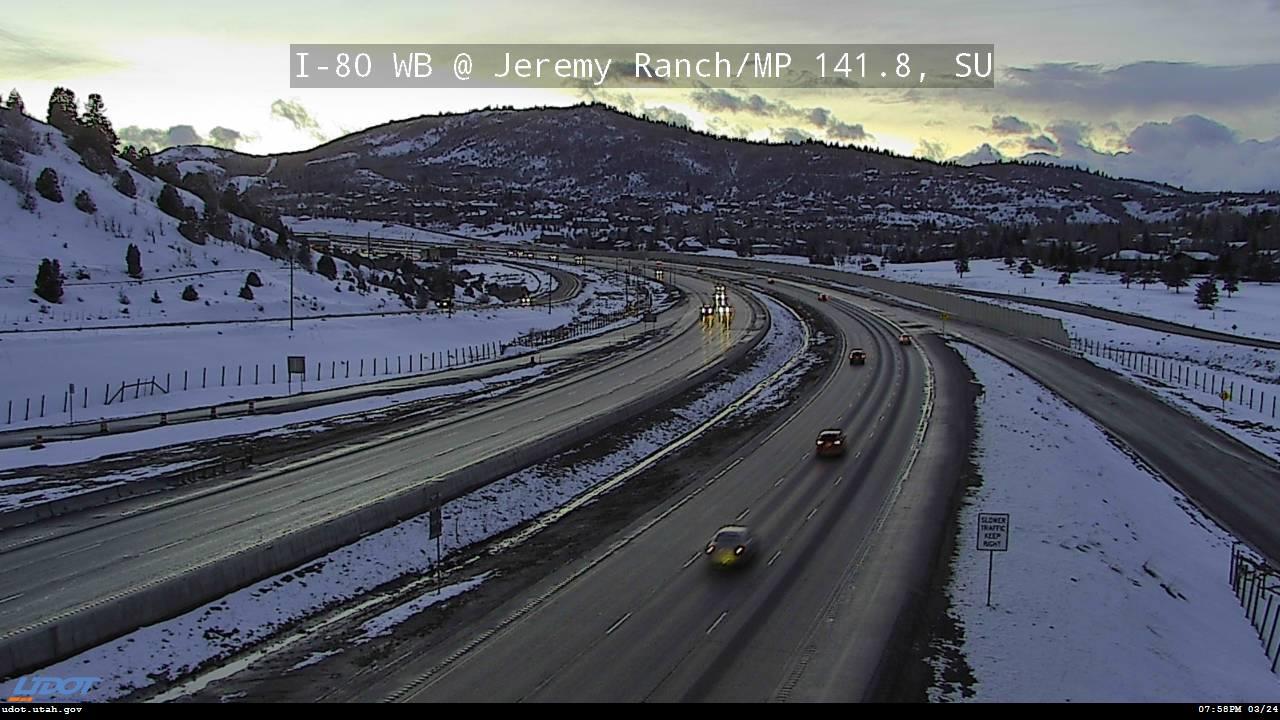 I-80 WB @ Jeremy Ranch/MP 141.8, SU
SLOWER
TRAFFIC
KEEP
RIGHT
UDOT
udot.utah.gov
07:58PM 03/24